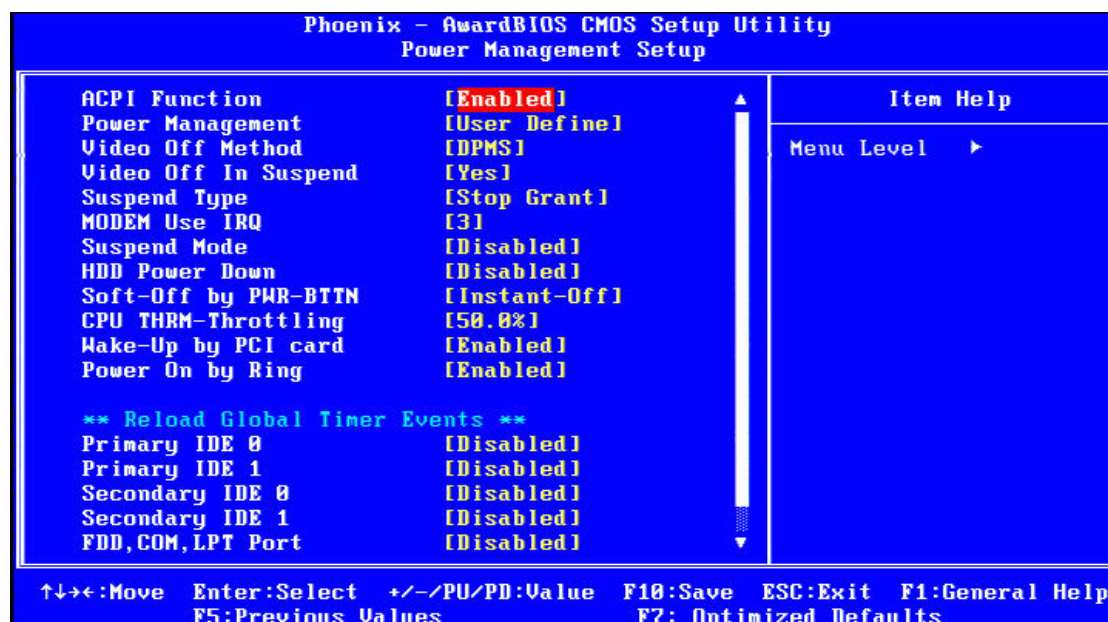 Phoenix - AwardBIOS CMOS Setup Utility
Power Management Setup
ACPI Function [Enabled]
Power Management [User Define]
Video Off Method [DPMS]
Video Off In Suspend [Yes]
Suspend Type [Stop Grant]
MODEM Use IRQ [3]
Suspend Mode [Disabled]
HDD Power Down [Disabled]
Soft-Off by PWR-BTTN [Instant-Off]
CPU THRM-Throttling [50.0%]
Wake-Up by PCI card [Enabled]
Power On by Ring [Enabled]
** Reload Global Timer Events **
Primary IDE 0 [Disabled]
Primary IDE 1 [Disabled]
Secondary IDE 0 [Disabled]
Secondary IDE 1 [Disabled]
FDD,COM,LPT Port [Disabled]
Item Help
Menu Level ►
↑↓→←:Move Enter:Select +/-/PU/PD:Value F10:Save ESC:Exit F1:General Help
F5:Previous Values F7: Optimized Defaults